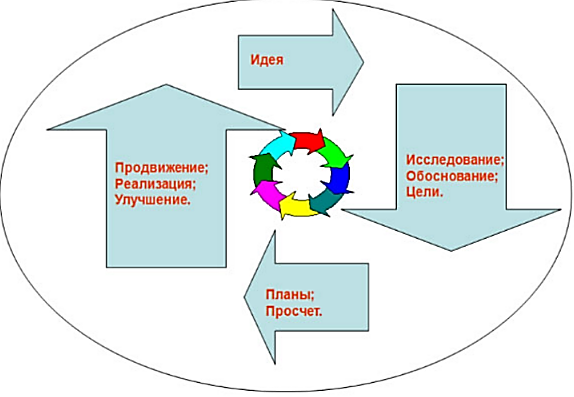 Идея
Исследование;
Обоснование;
Цели.
Планы;
Просчет.
Продвижение;
Реализация;
Улучшение.